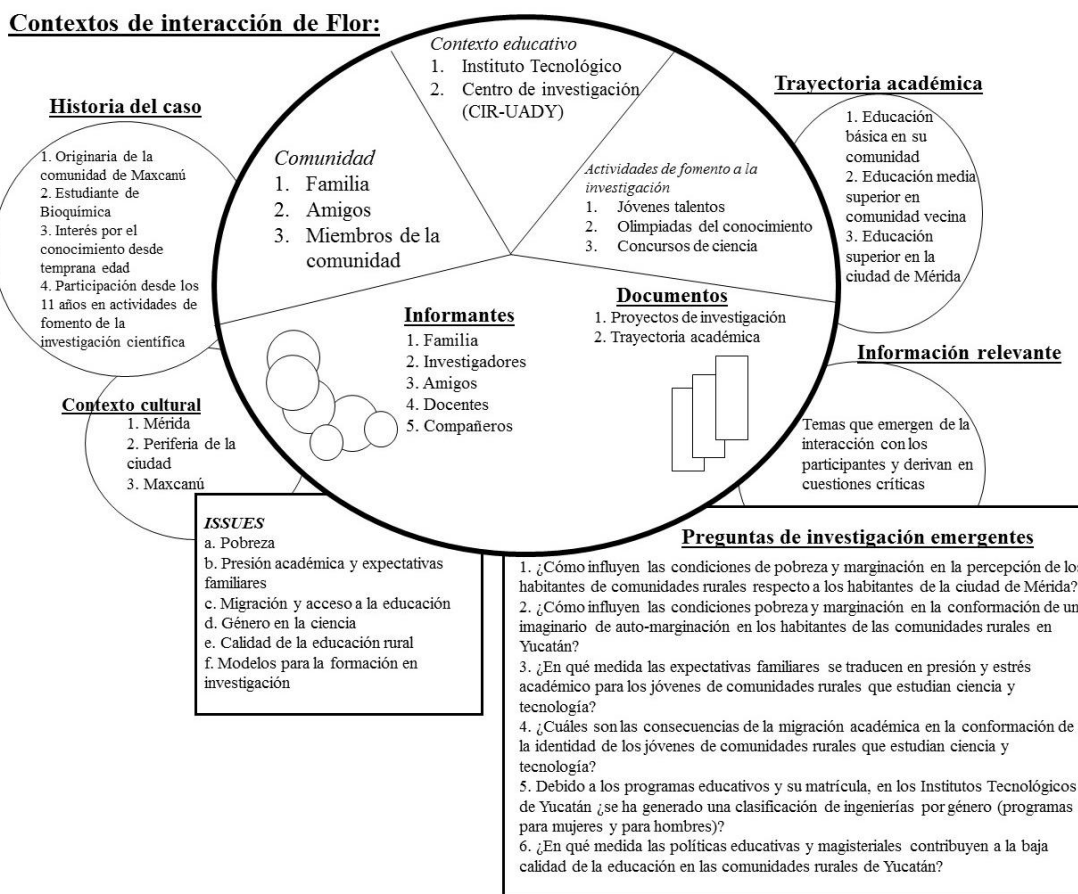 Contextos de interacción de Flor:
Contexto educativo
1. Instituto Tecnológico
2. Centro de investigación
(CIR-UADY)
Historia del caso
1. Originaria de la
comunidad de Maxcanú
2. Estudiante de
Bioquímica
3. Interés por el
conocimiento desde
temprana edad
4. Participación desde los
11 años en actividades de
fomento de la
investigación científica
Comunidad
1. Familia
2. Amigos
3. Miembros de la
comunidad
Actividades de fomento a la
investigación
1. Jóvenes talentos
2. Olimpiadas del conocimiento
3. Concursos de ciencia
Trayectoria académica
1. Educación
básica en su
comunidad
2. Educación media
superior en
comunidad vecina
3. Educación
superior en la
ciudad de Mérida
Informantes
1. Familia
2. Investigadores
3. Amigos
4. Docentes
5. Compañeros
Documentos
1. Proyectos de investigación
2. Trayectoria académica
Contexto cultural
1. Mérida
2. Periferia de la
ciudad
3. Maxcanú
Información relevante
Temas que emergen de la
interacción con los
participantes y derivan en
cuestiones críticas
ISSUES
a. Pobreza
b. Presión académica y expectativas
familiares
c. Migración y acceso a la educación
d. Género en la ciencia
e. Calidad de la educación rural
f. Modelos para la formación en
investigación
Preguntas de investigación emergentes
1. ¿Cómo influyen las condiciones de pobreza y marginación en la percepción de los
habitantes de comunidades rurales respecto a los habitantes de la ciudad de Mérida?
2. ¿Cómo influyen las condiciones pobreza y marginación en la conformación de un
imaginario de auto-marginación en los habitantes de las comunidades rurales en
Yucatán?
3. ¿En qué medida las expectativas familiares se traducen en presión y estrés
académico para los jóvenes de comunidades rurales que estudian ciencia y
tecnología?
4. ¿Cuáles son las consecuencias de la migración académica en la conformación de
la identidad de los jóvenes de comunidades rurales que estudian ciencia y
tecnología?
5. Debido a los programas educativos y su matrícula, en los Institutos Tecnológicos
de Yucatán ¿se ha generado una clasificación de ingenierías por género (programas
para mujeres y para hombres)?
6. ¿En qué medida las políticas educativas y magisteriales contribuyen a la baja
calidad de la educación en las comunidades rurales de Yucatán?